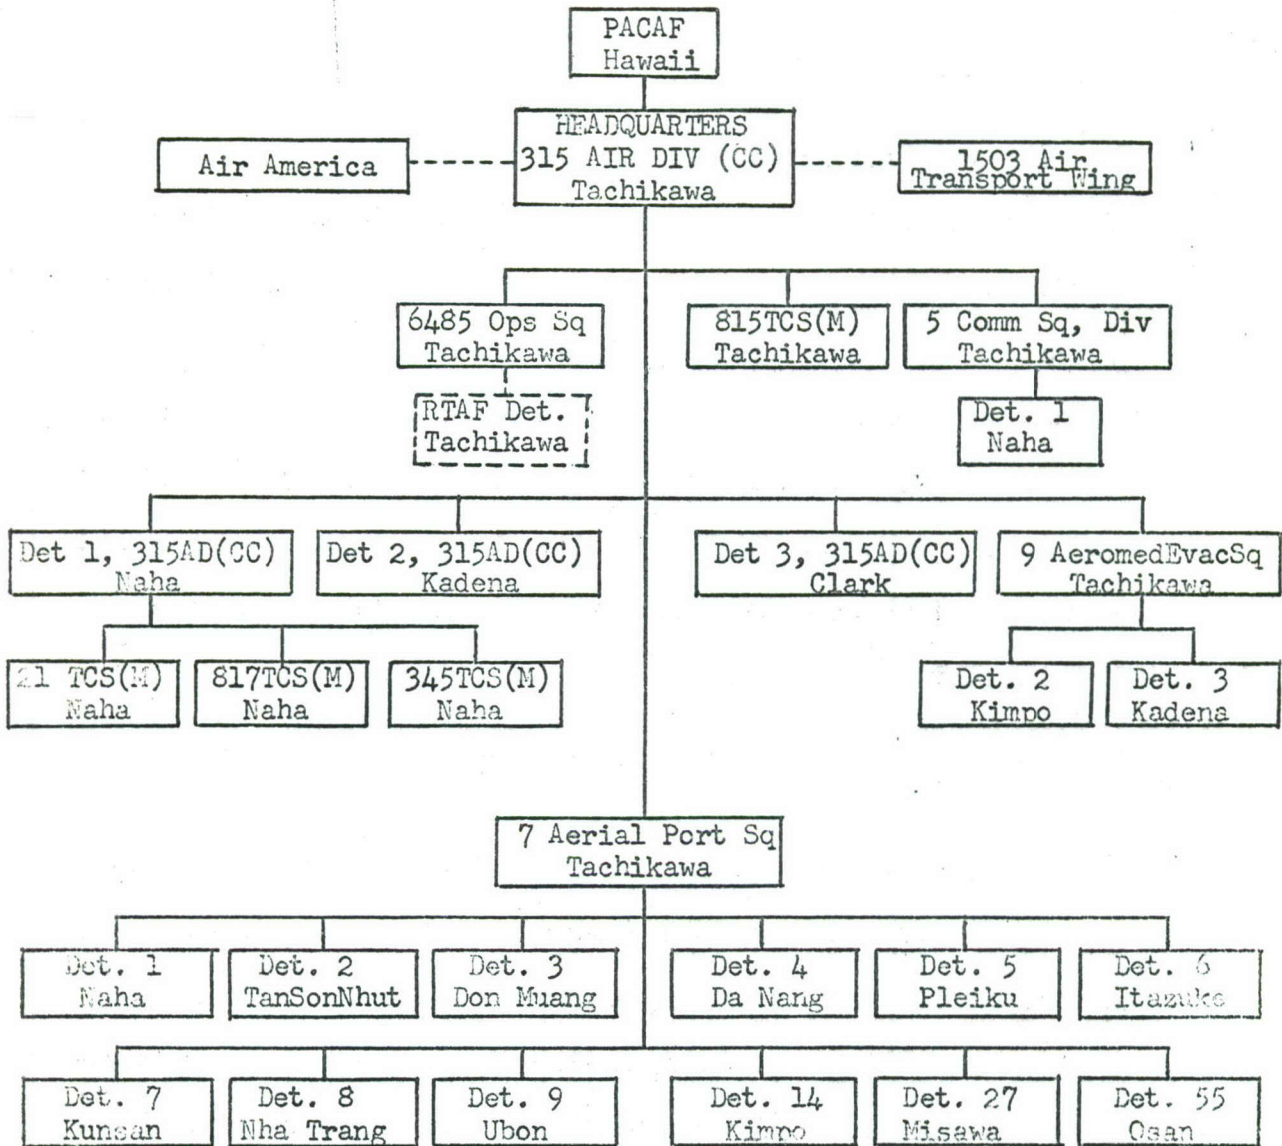 PACAF
Hawaii
HEADQUARTERS
315 AIR DIV (CC)
Tachikawa
Air America
1503 Air
Transport Wing
6485 Ops Sq
Tachikawa
815TCS(M)
Tachikawa
5 Comm Sq, Div
Tachikawa
RTAF Det.
Tachikawa
Det. 1
Naha
Det 1, 315AD(CC)
Naha
Det 2, 315AD(CC)
Kadena
Det 3, 315AD(CC)
Clark
9 AeromedEvacSq
Tachikawa
21 TCS(M)
Naha
817TCS(M)
Naha
345TCS(M)
Naha
Det. 2
Kimpo
Det. 3
Kadena
7 Aerial Port Sq
Tachikawa
Det. 1
Naha
Det. 2
TanSonNhut
Det. 3
Don Muang
Det. 4
Da Nang
Det. 5
Pleiku
Det. 6
Itazuke
Det. 7
Kunsan
Det. 8
Nha Trang
Det. 9
Ubon
Det. 14
Kimpo
Det. 27
Misawa
Det. 55
Osan